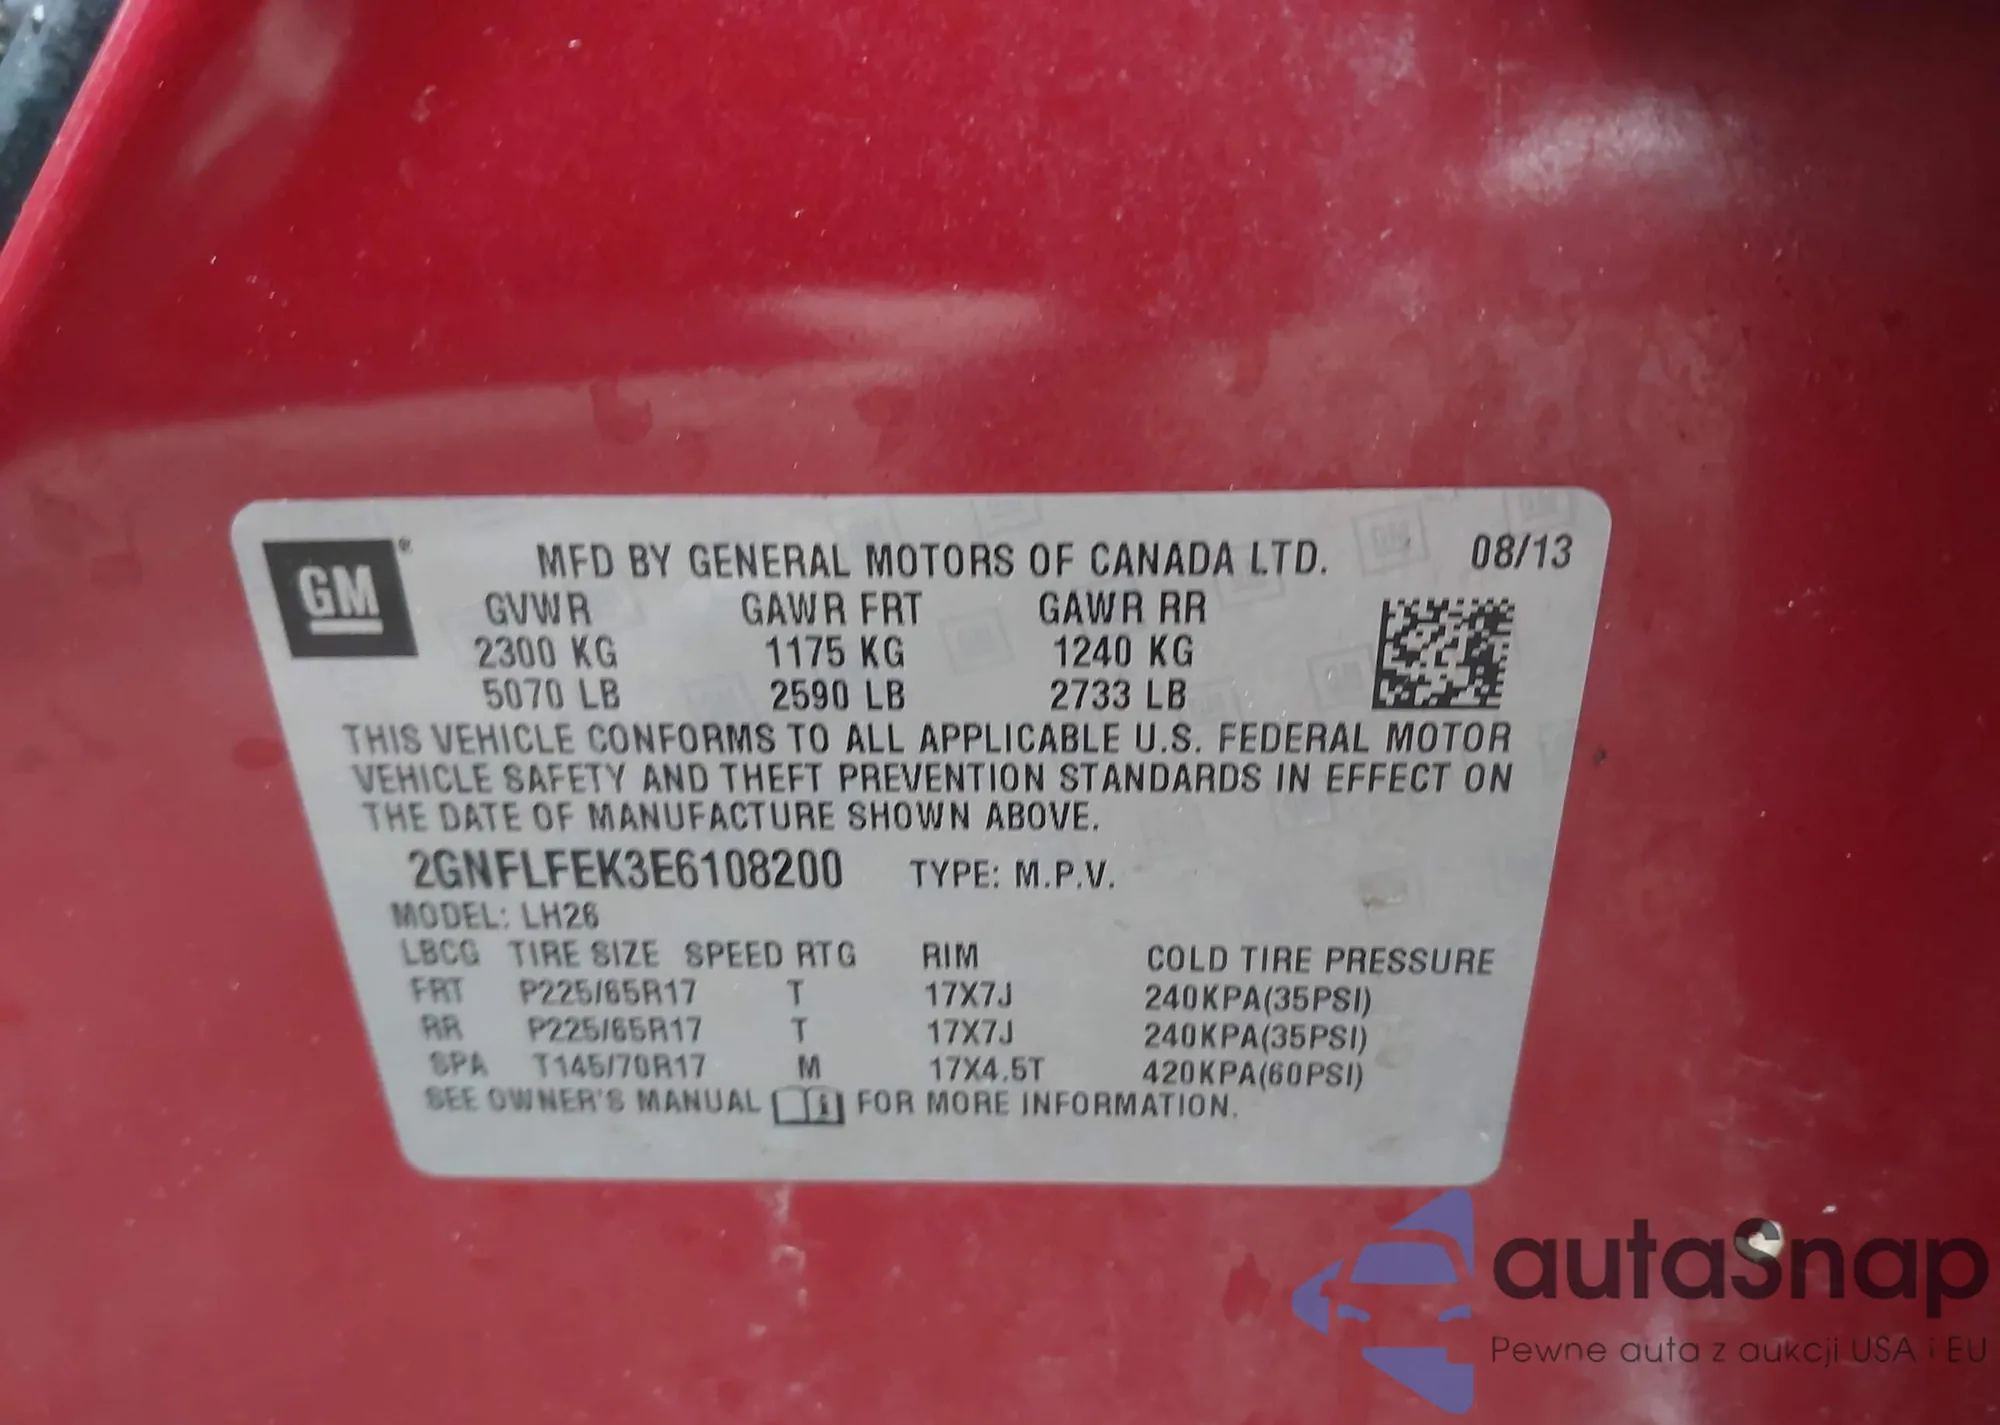 GM®
MFD BY GENERAL MOTORS OF CANADA LTD. 08/13
GVWR GAWR FRT GAWR RR
2300 KG 1175 KG 1240 KG
5070 LB 2590 LB 2733 LB
THIS VEHICLE CONFORMS TO ALL APPLICABLE U.S. FEDERAL MOTOR
VEHICLE SAFETY AND THEFT PREVENTION STANDARDS IN EFFECT ON
THE DATE OF MANUFACTURE SHOWN ABOVE.
2GNFLFEK3E6108200 TYPE: M.P.V.
MODEL: LH26
LBCG TIRE SIZE SPEED RTG RIM COLD TIRE PRESSURE
FRT P225/65R17 T 17X7J 240KPA(35PSI)
RR P225/65R17 T 17X7J 240KPA(35PSI)
SPA T145/70R17 M 17X4.5T 420KPA(60PSI)
SEE OWNER'S MANUAL FOR MORE INFORMATION.
autaSnap
Pewne auta z aukcji USA i EU